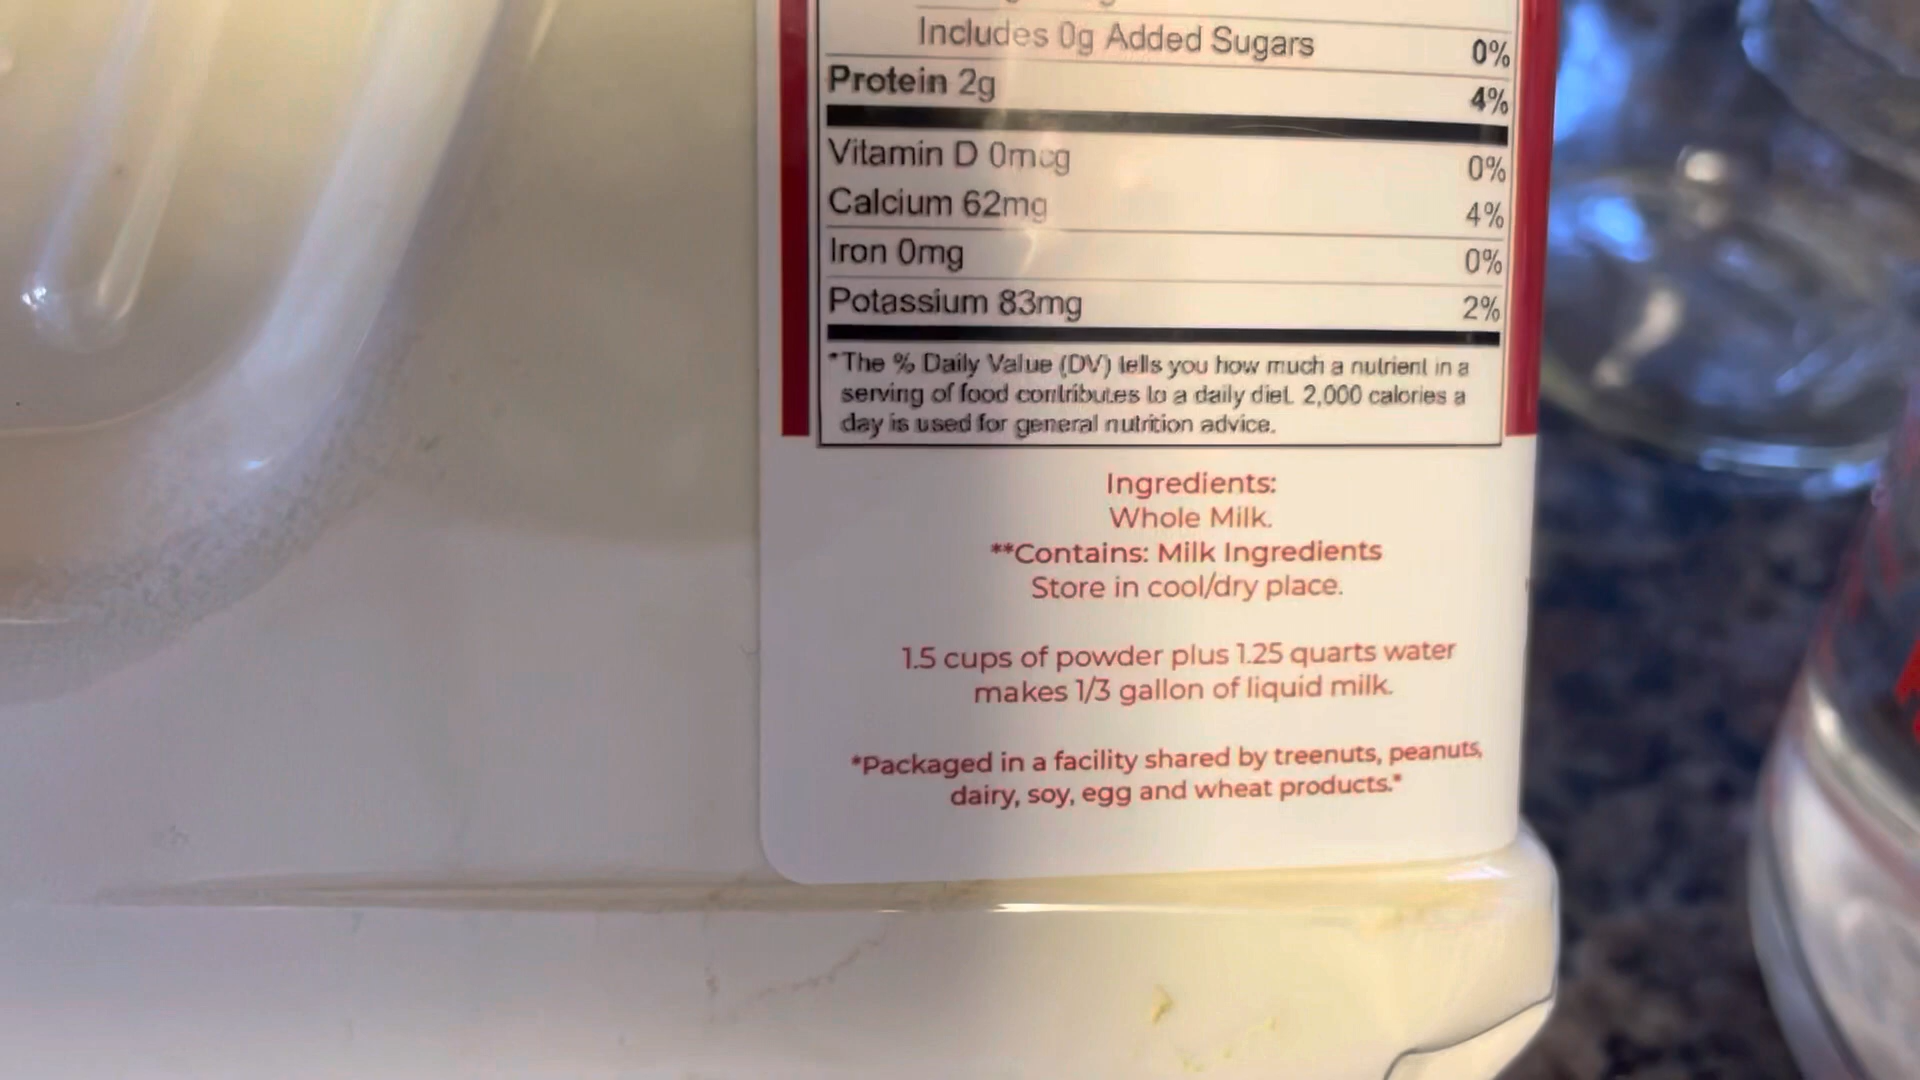 Includes 0g Added Sugars 0%
Protein 2g 4%
Vitamin D 0mcg 0%
Calcium 62mg 4%
Iron 0mg 0%
Potassium 83mg 2%
*The % Daily Value (DV) tells you how much a nutrient in a
serving of food contributes to a daily diet. 2,000 calories a
day is used for general nutrition advice.
Ingredients:
Whole Milk.
**Contains: Milk Ingredients
Store in cool/dry place.
1.5 cups of powder plus 1.25 quarts water
makes 1/3 gallon of liquid milk.
*Packaged in a facility shared by treenuts, peanuts,
dairy, soy, egg and wheat products.*